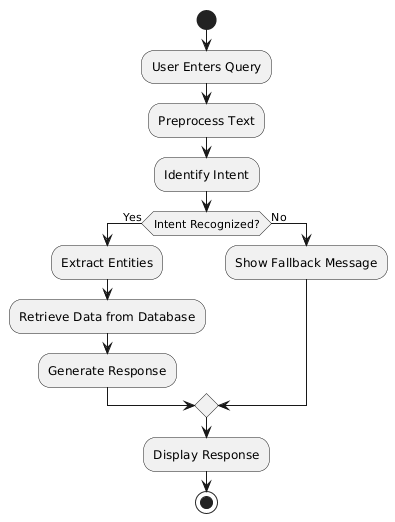 User Enters Query
Preprocess Text
Identify Intent
Yes
Intent Recognized?
No
Extract Entities
Show Fallback Message
Retrieve Data from Database
Generate Response
Display Response